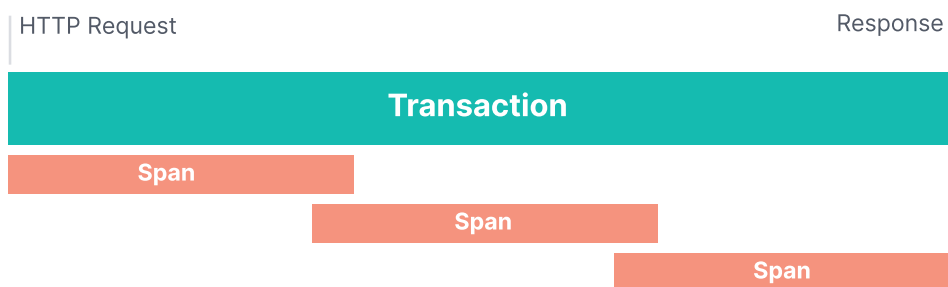 HTTP Request
Response
Transaction
Span
Span
Span